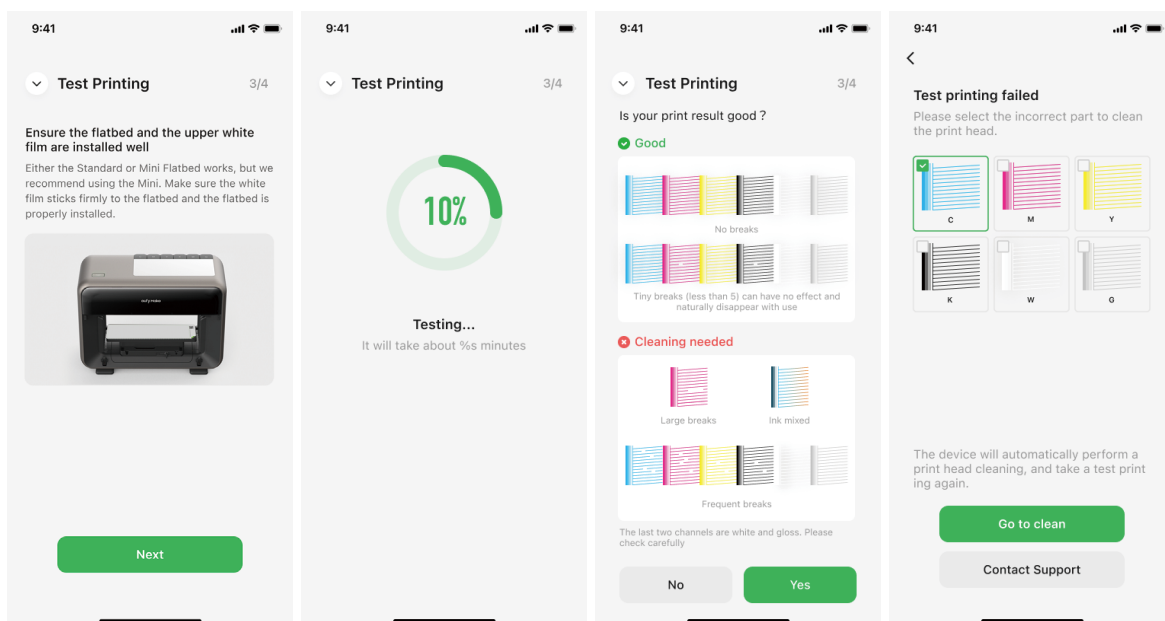 9:41
Test Printing
3/4
Ensure the flatbed and the upper white
film are installed well
Either the Standard or Mini Flatbed works, but we
recommend using the Mini. Make sure the white
film sticks firmly to the flatbed and the flatbed is
properly installed.
Next
9:41
Test Printing
3/4
10%
Testing...
It will take about %s minutes
9:41
Test Printing
3/4
Is your print result good ?
Good
No breaks
Tiny breaks (less than 5) can have no effect and
naturally disappear with use
Cleaning needed
Large breaks
Ink mixed
Frequent breaks
The last two channels are white and gloss. Please
check carefully
No
Yes
9:41
Test printing failed
Please select the incorrect part to clean
the print head.
C
M
Y
K
W
G
The device will automatically perform a
print head cleaning, and take a test print
ing again.
Go to clean
Contact Support